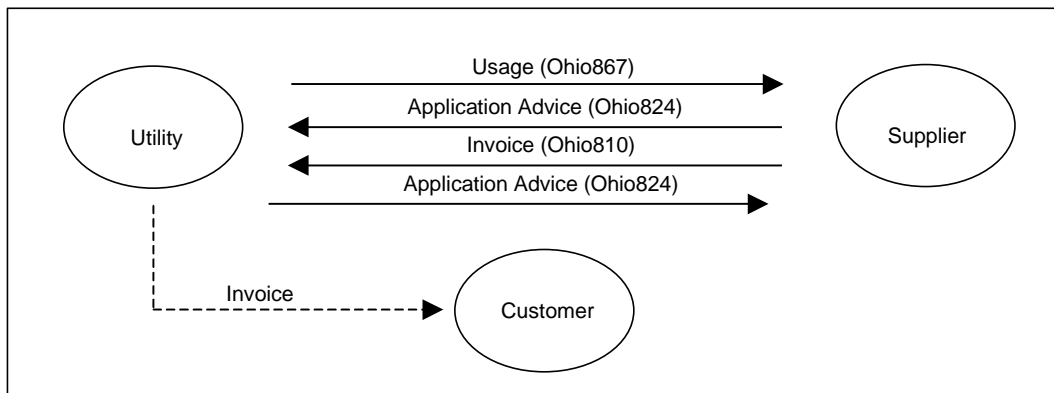 Usage (Ohio867)
Application Advice (Ohio824)
Utility
Supplier
Invoice (Ohio810)
Application Advice (Ohio824)
Invoice
Customer